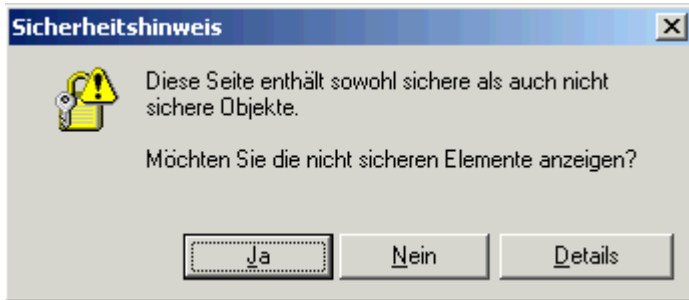 Sicherheitshinweis
Diese Seite enthält sowohl sichere als auch nicht
sichere Objekte.
Möchten Sie die nicht sicheren Elemente anzeigen?
Ja
Nein
Details